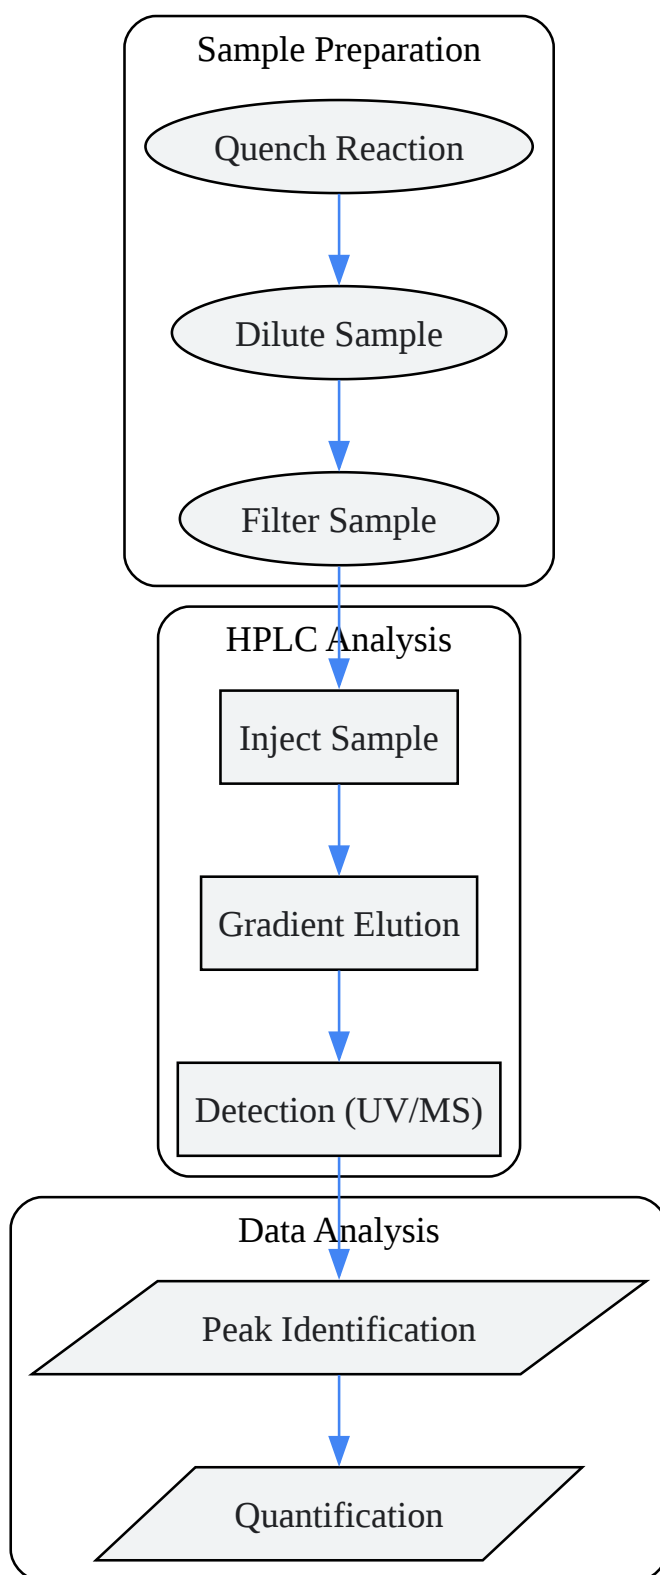 Sample Preparation
Quench Reaction
Dilute Sample
Filter Sample
HPLC Analysis
Inject Sample
Gradient Elution
Detection (UV/MS)
Data Analysis
Peak Identification
Quantification